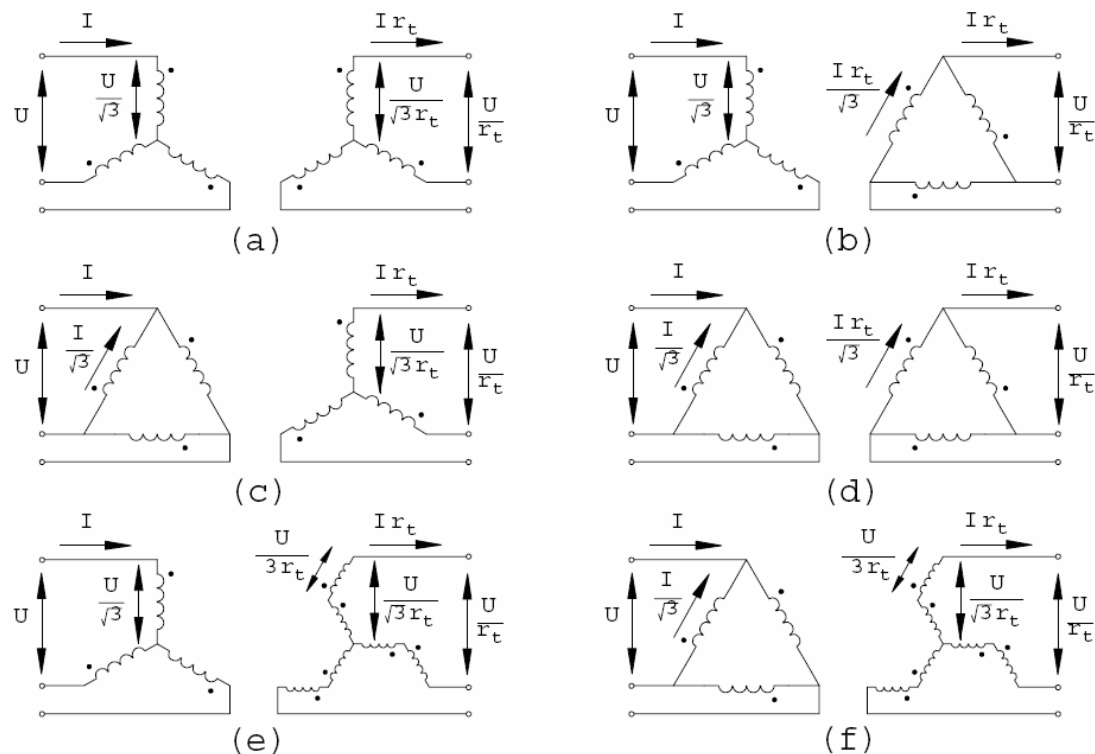 I
I r_t
U
U/√3
U/(√3 r_t)
U/r_t
(a)
I
I r_t
U
U/√3
I r_t/√3
U/r_t
(b)
I
I r_t
U
I/√3
U/(√3 r_t)
U/r_t
(c)
I
I r_t
U
I/√3
I r_t/√3
U/r_t
(d)
I
I r_t
U
U/√3
U/(3 r_t)
U/(√3 r_t)
U/r_t
(e)
I
I r_t
U
I/√3
U/(3 r_t)
U/(√3 r_t)
U/r_t
(f)